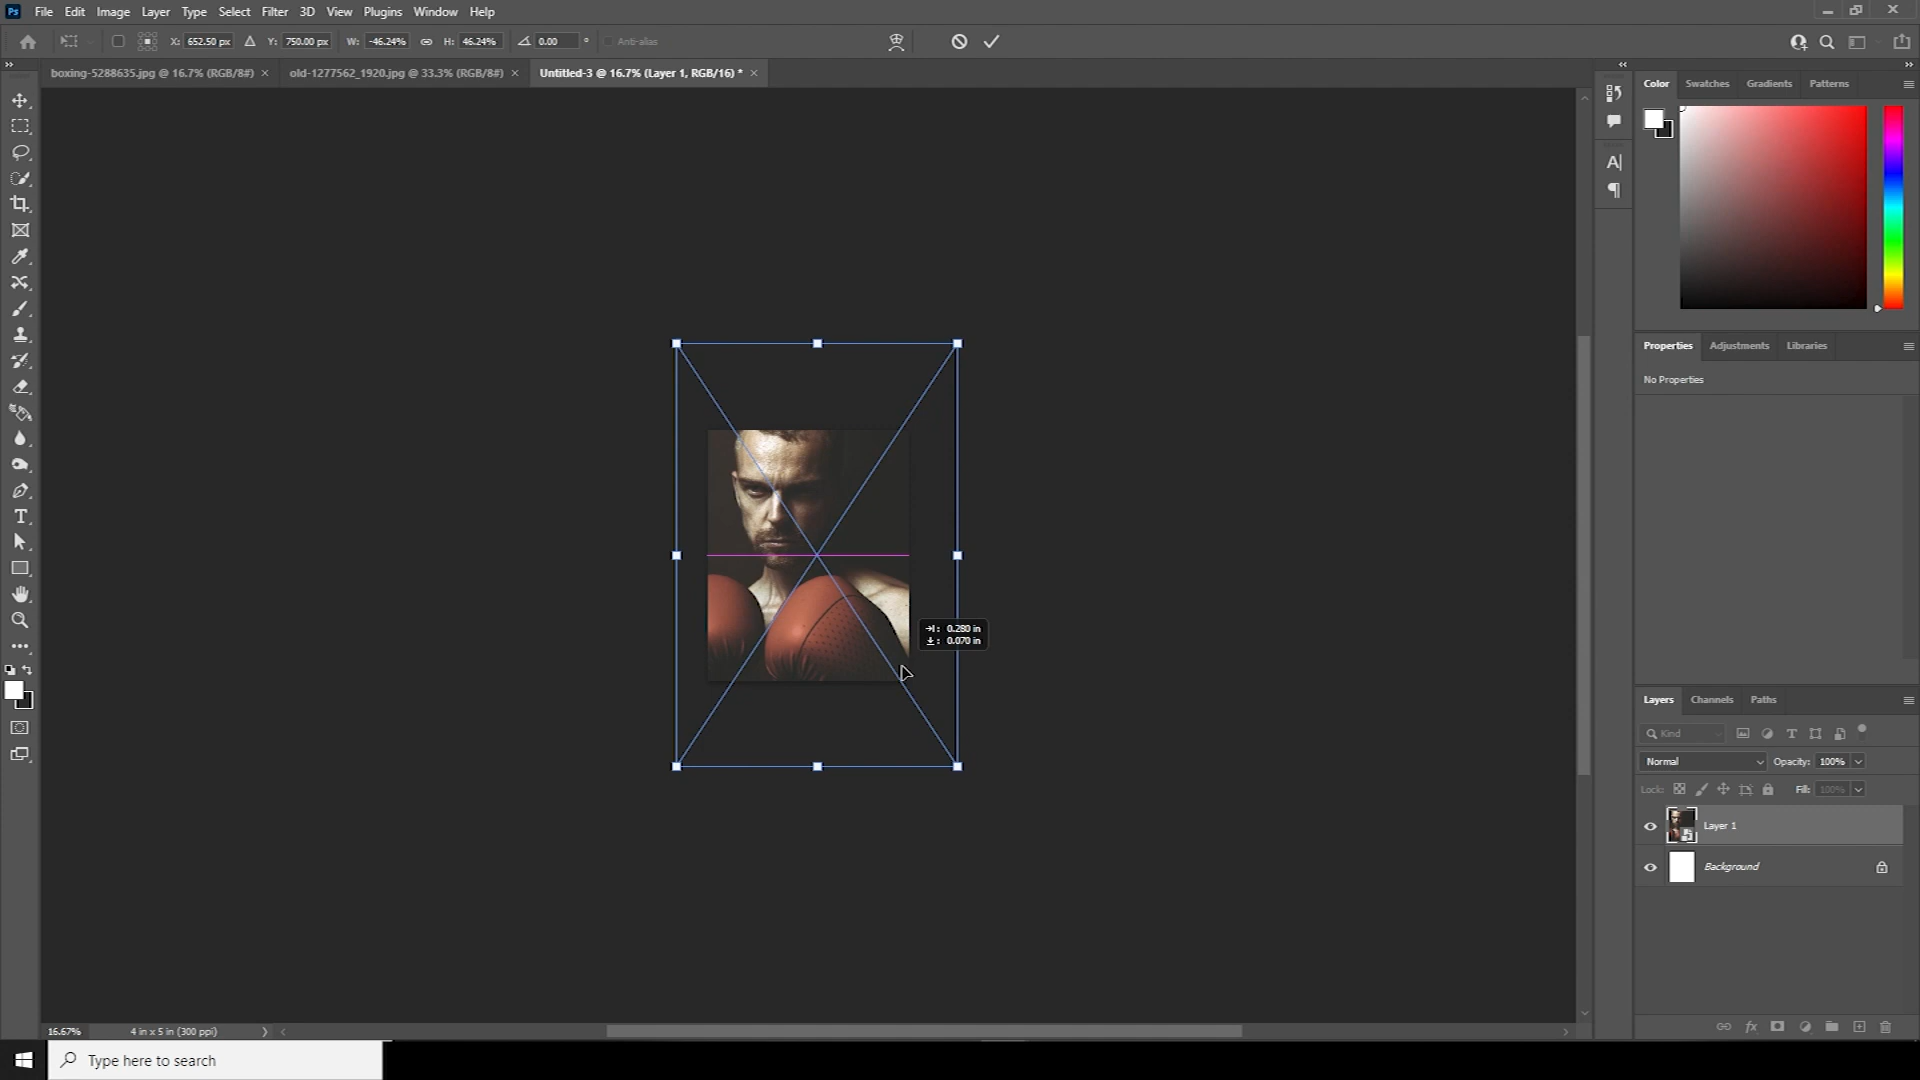 Ps File Edit Image Layer Type Select Filter 3D View Plugins Window Help
X: 652.50 px Y: 750.00 px W: -46.24% H: 46.24% 0.00 ° Anti-alias
boxing-5288635.jpg @ 16.7% (RGB/8#) × old-1277562_1920.jpg @ 33.3% (RGB/8#) × Untitled-3 @ 16.7% (Layer 1, RGB/16) * ×
Color Swatches Gradients Patterns
Properties Adjustments Libraries
No Properties
0.280 in
0.070 in
Layers Channels Paths
Kind
Normal Opacity: 100%
Lock: Fill: 100%
Layer 1
Background
16.67% 4 in x 5 in (300 ppi)
Type here to search